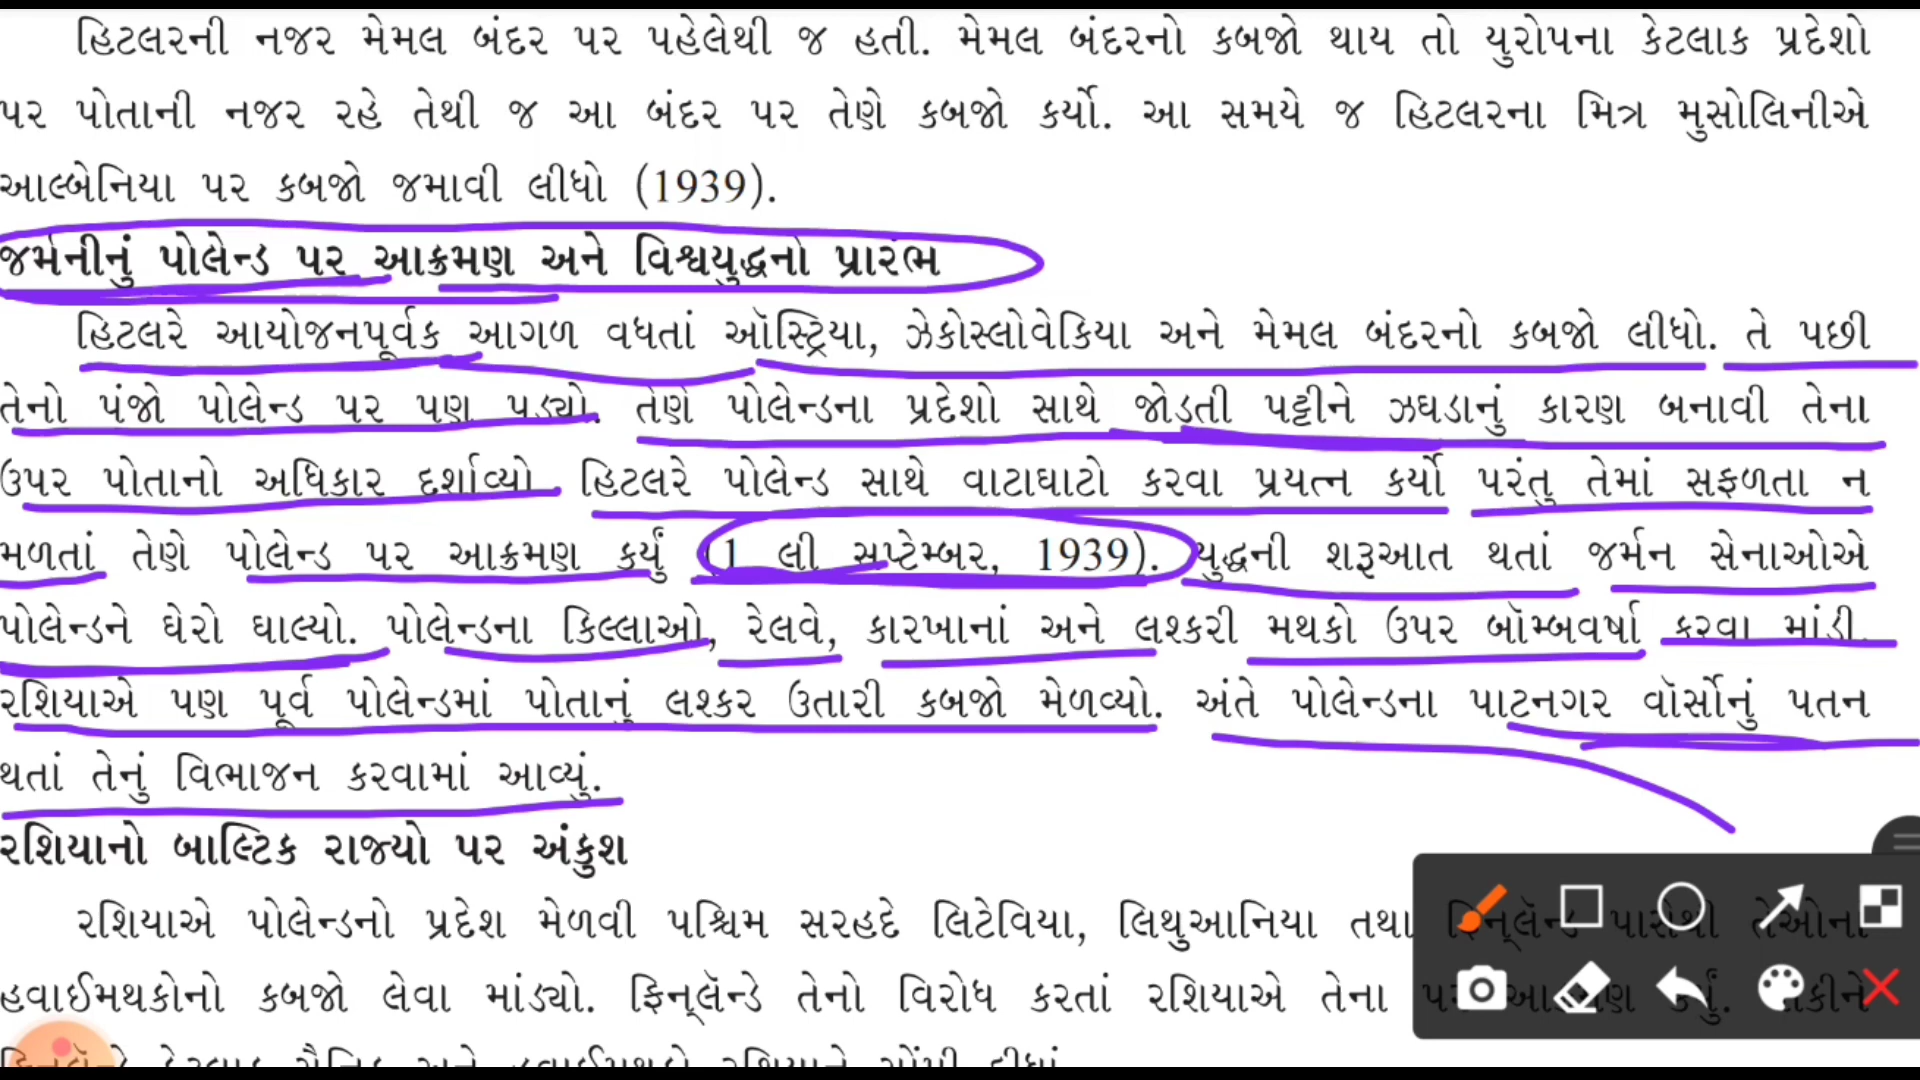 હિટલરની નજર મેમલ બંદર પર પહેલેથી જ હતી. મેમલ બંદરનો કબજો થાય તો યુરોપના કેટલાક પ્રદેશો
પર પોતાની નજર રહે તેથી જ આ બંદર પર તેણે કબજો કર્યો. આ સમયે જ હિટલરના મિત્ર મુસોલિનીએ
આલ્બેનિયા પર કબજો જમાવી લીધો (1939).
જર્મનીનું પોલેન્ડ પર આક્રમણ અને વિશ્વયુદ્ધનો પ્રારંભ
હિટલરે આયોજનપૂર્વક આગળ વધતાં ઑસ્ટ્રિયા, ઝેકોસ્લોવેકિયા અને મેમલ બંદરનો કબજો લીધો. તે પછી
તેનો પંજો પોલેન્ડ પર પણ પડ્યો. તેણે પોલેન્ડના પ્રદેશો સાથે જોડતી પટ્ટીને ઝઘડાનું કારણ બનાવી તેના
ઉપર પોતાનો અધિકાર દર્શાવ્યો. હિટલરે પોલેન્ડ સાથે વાટાઘાટો કરવા પ્રયત્ન કર્યો પરંતુ તેમાં સફળતા ન
મળતાં તેણે પોલેન્ડ પર આક્રમણ કર્યું (1 લી સપ્ટેમ્બર, 1939). યુદ્ધની શરૂઆત થતાં જર્મન સેનાઓએ
પોલેન્ડને ઘેરો ઘાલ્યો. પોલેન્ડના કિલ્લાઓ, રેલવે, કારખાનાં અને લશ્કરી મથકો ઉપર બૉમ્બવર્ષા કરવા માંડી.
રશિયાએ પણ પૂર્વ પોલેન્ડમાં પોતાનું લશ્કર ઉતારી કબજો મેળવ્યો. અંતે પોલેન્ડના પાટનગર વૉર્સોનું પતન
થતાં તેનું વિભાજન કરવામાં આવ્યું.
રશિયાનો બાલ્ટિક રાજ્યો પર અંકુશ
રશિયાએ પોલેન્ડનો પ્રદેશ મેળવી પશ્ચિમ સરહદે લિટેવિયા, લિથુઆનિયા તથા ફિન્લૅન્ડ પાસેથી તેઓના
હવાઈમથકોનો કબજો લેવા માંડ્યો. ફિન્લૅન્ડે તેનો વિરોધ કરતાં રશિયાએ તેના પર આક્રમણ કર્યું.